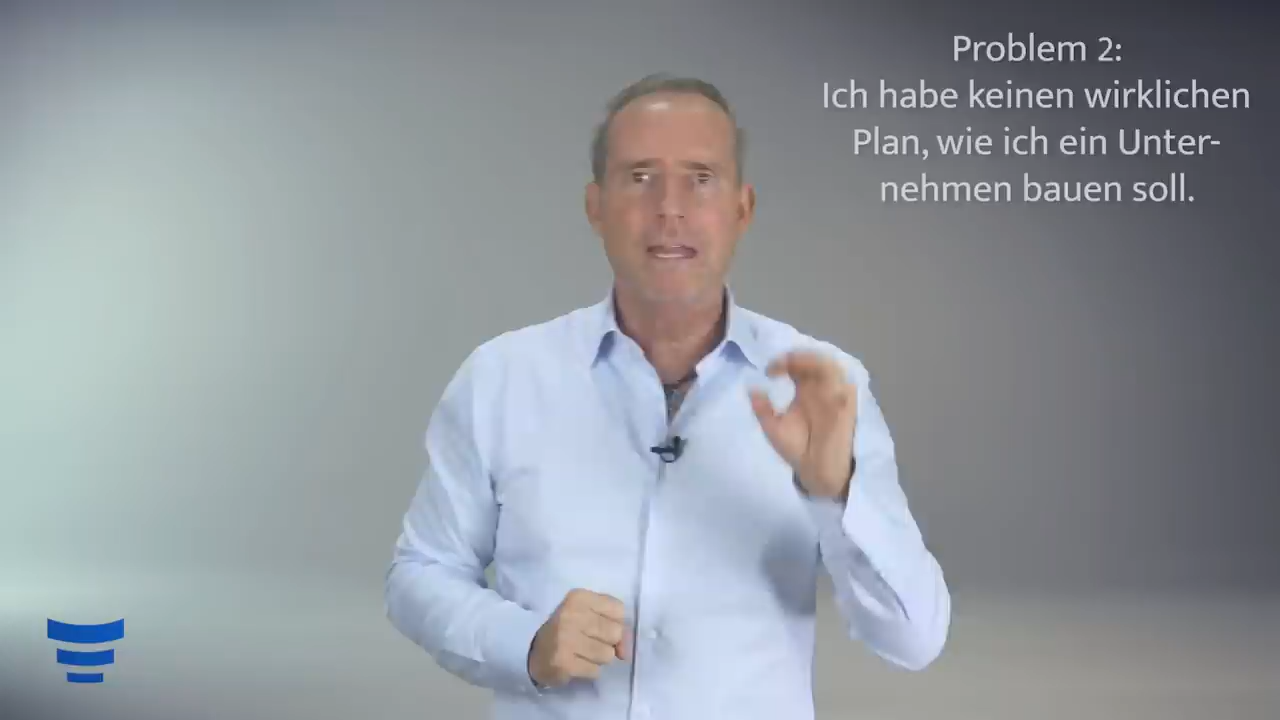 Problem 2:
Ich habe keinen wirklichen
Plan, wie ich ein Unter-
nehmen bauen soll.